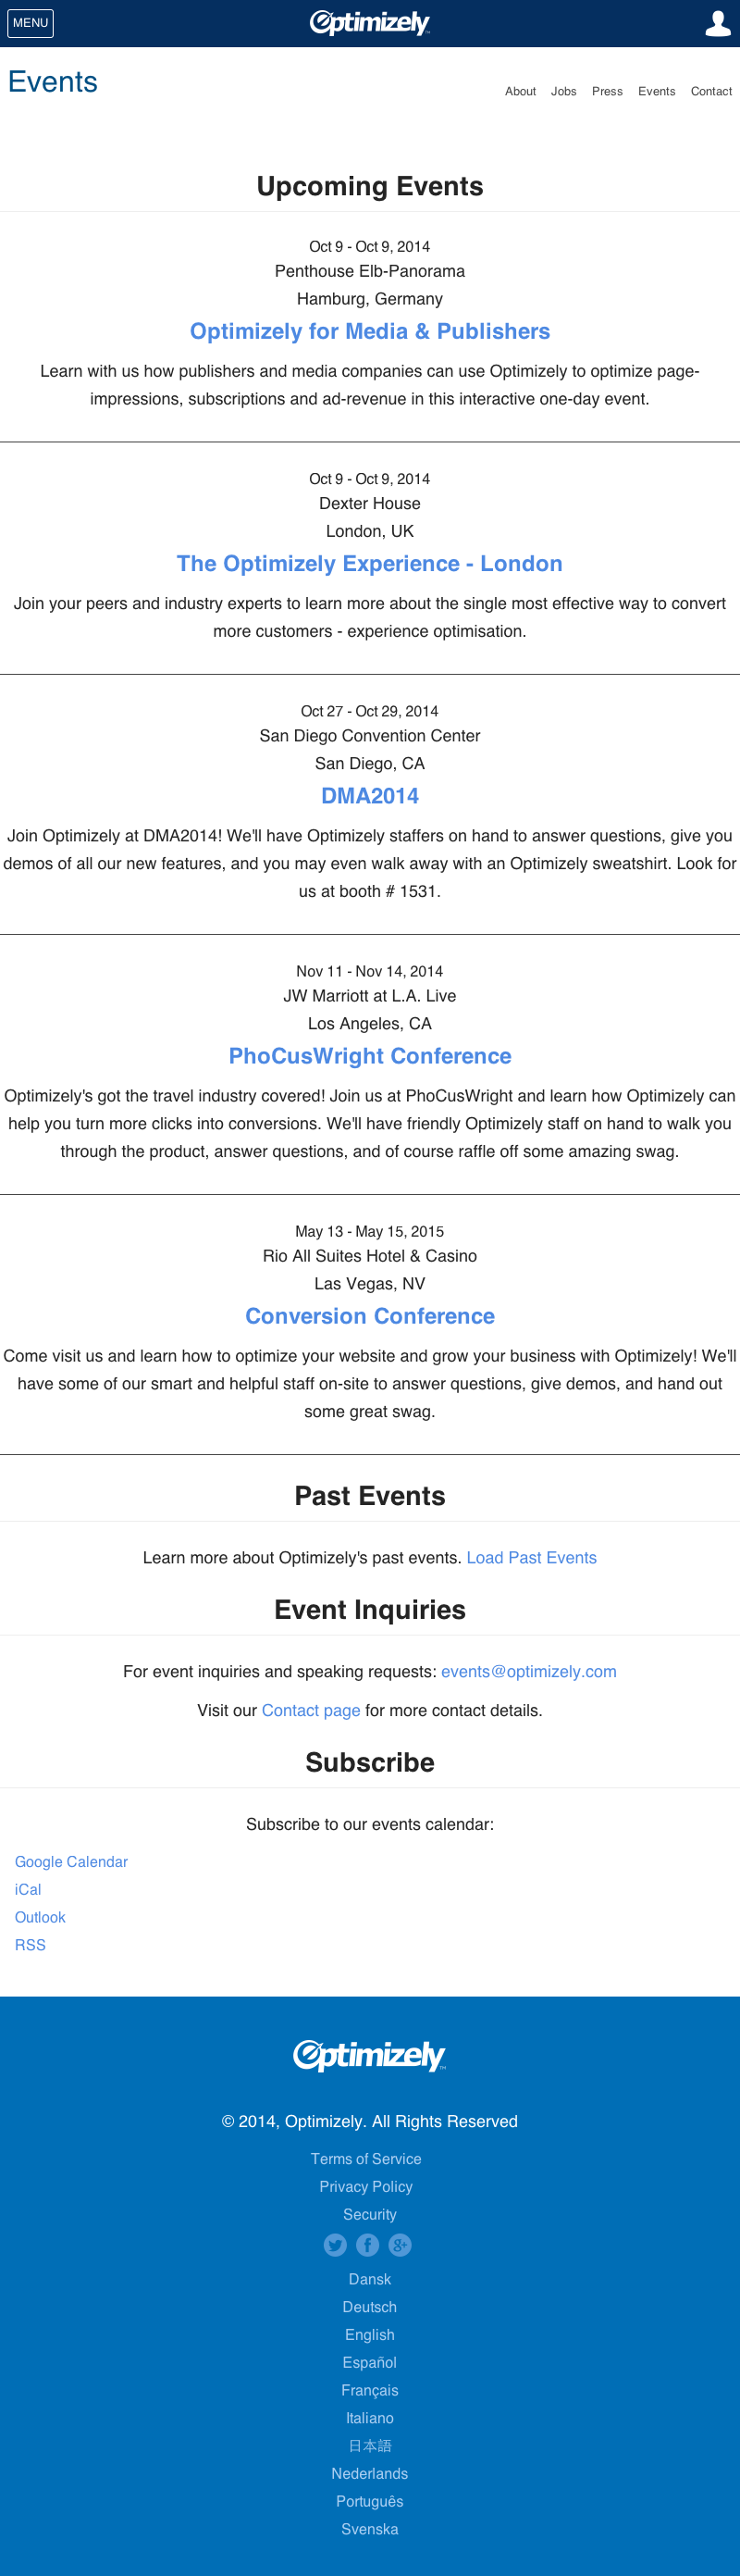 MENU
Optimizely
Events
About Jobs Press Events Contact
Upcoming Events
Oct 9 - Oct 9, 2014
Penthouse Elb-Panorama
Hamburg, Germany
Optimizely for Media & Publishers
Learn with us how publishers and media companies can use Optimizely to optimize page-
impressions, subscriptions and ad-revenue in this interactive one-day event.
Oct 9 - Oct 9, 2014
Dexter House
London, UK
The Optimizely Experience - London
Join your peers and industry experts to learn more about the single most effective way to convert
more customers - experience optimisation.
Oct 27 - Oct 29, 2014
San Diego Convention Center
San Diego, CA
DMA2014
Join Optimizely at DMA2014! We'll have Optimizely staffers on hand to answer questions, give you
demos of all our new features, and you may even walk away with an Optimizely sweatshirt. Look for
us at booth # 1531.
Nov 11 - Nov 14, 2014
JW Marriott at L.A. Live
Los Angeles, CA
PhoCusWright Conference
Optimizely's got the travel industry covered! Join us at PhoCusWright and learn how Optimizely can
help you turn more clicks into conversions. We'll have friendly Optimizely staff on hand to walk you
through the product, answer questions, and of course raffle off some amazing swag.
May 13 - May 15, 2015
Rio All Suites Hotel & Casino
Las Vegas, NV
Conversion Conference
Come visit us and learn how to optimize your website and grow your business with Optimizely! We'll
have some of our smart and helpful staff on-site to answer questions, give demos, and hand out
some great swag.
Past Events
Learn more about Optimizely's past events. Load Past Events
Event Inquiries
For event inquiries and speaking requests: events@optimizely.com
Visit our Contact page for more contact details.
Subscribe
Subscribe to our events calendar:
Google Calendar
iCal
Outlook
RSS
Optimizely
© 2014, Optimizely. All Rights Reserved
Terms of Service
Privacy Policy
Security
Dansk
Deutsch
English
Español
Français
Italiano
日本語
Nederlands
Português
Svenska